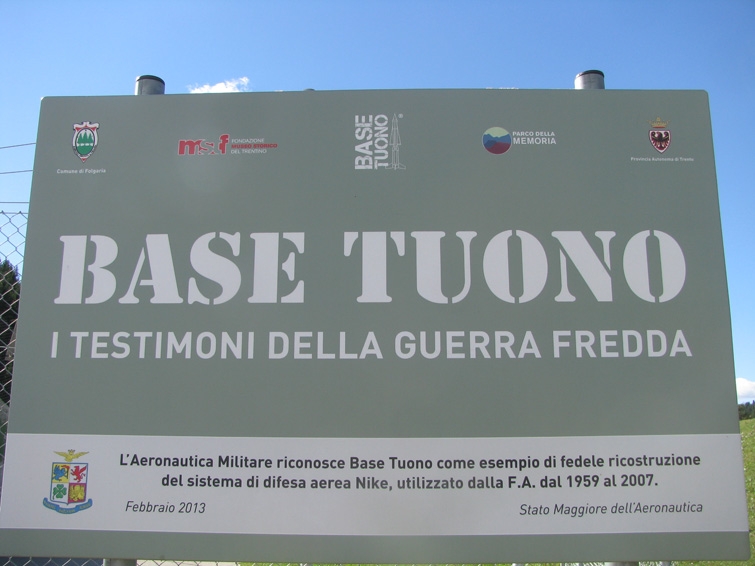 Comune di Folgaria
msf FONDAZIONE
MUSEO STORICO
DEL TRENTINO
BASE
TUONO
PARCO DELLA
MEMORIA
Provincia Autonoma di Trento
BASE TUONO
I TESTIMONI DELLA GUERRA FREDDA
L'Aeronautica Militare riconosce Base Tuono come esempio di fedele ricostruzione
del sistema di difesa aerea Nike, utilizzato dalla F.A. dal 1959 al 2007.
Febbraio 2013
Stato Maggiore dell'Aeronautica